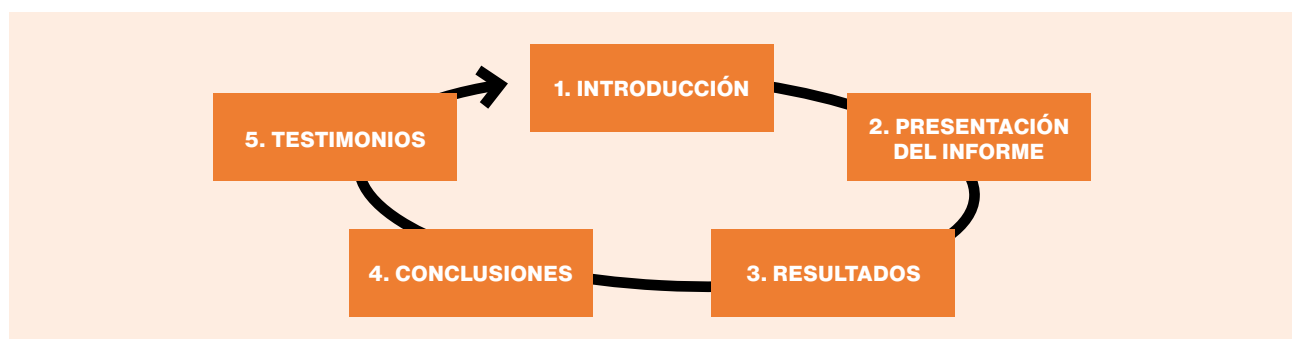 1. INTRODUCCIÓN
2. PRESENTACIÓN
DEL INFORME
3. RESULTADOS
4. CONCLUSIONES
5. TESTIMONIOS